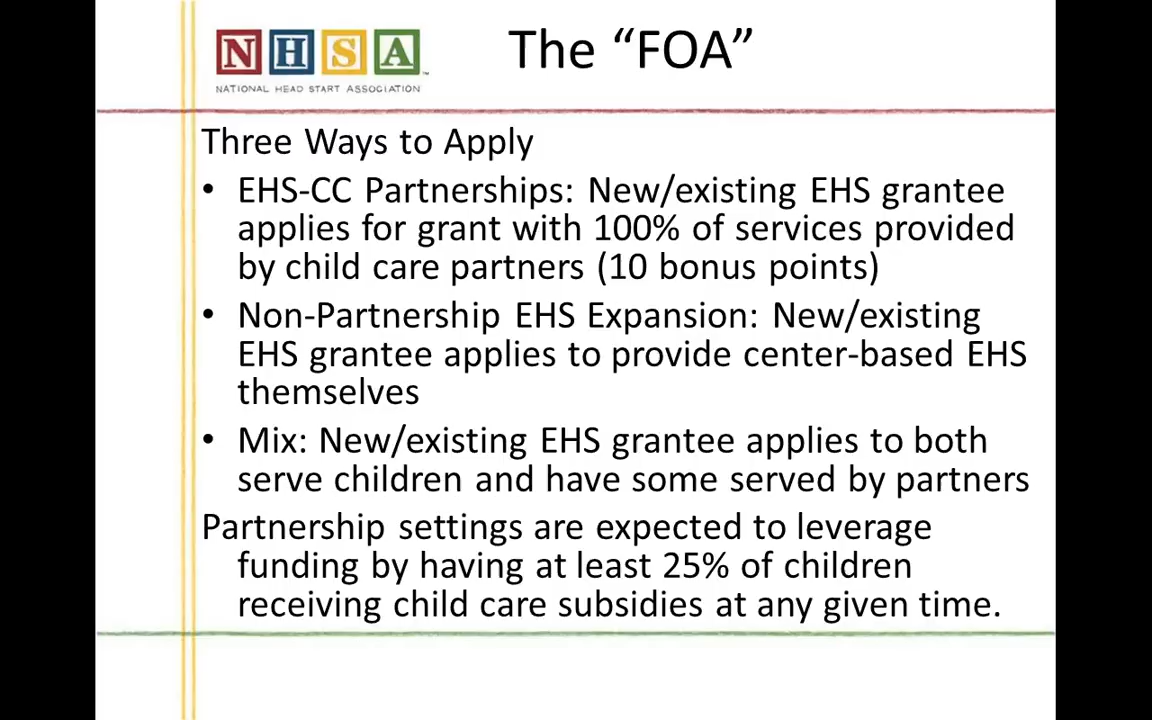 NHSA
NATIONAL HEAD START ASSOCIATION
The “FOA”
Three Ways to Apply
• EHS-CC Partnerships: New/existing EHS grantee
applies for grant with 100% of services provided
by child care partners (10 bonus points)
• Non-Partnership EHS Expansion: New/existing
EHS grantee applies to provide center-based EHS
themselves
• Mix: New/existing EHS grantee applies to both
serve children and have some served by partners
Partnership settings are expected to leverage
funding by having at least 25% of children
receiving child care subsidies at any given time.